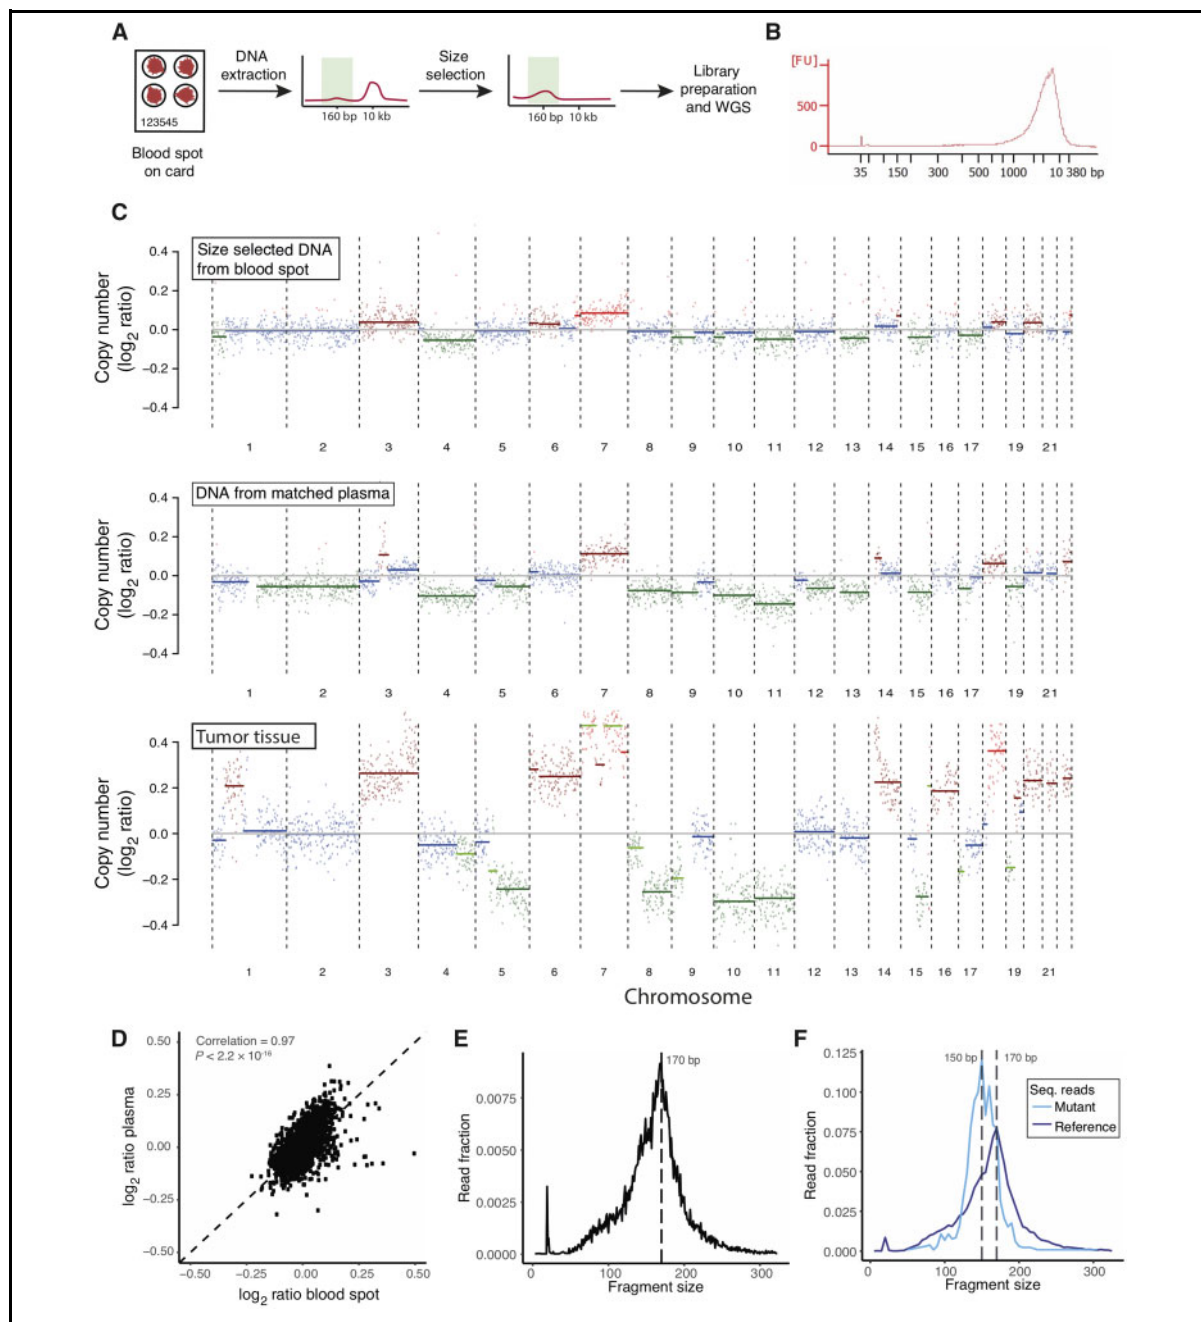 A
DNA
extraction
Size
selection
Library
preparation
and WGS
123545
160 bp 10 kb
160 bp 10 kb
Blood spot
on card
B
[FU]
500
0
35 150 300 500 1000 10 380 bp
C
Size selected DNA
from blood spot
Copy number
(log2 ratio)
0.4
0.2
0.0
−0.2
−0.4
1 2 3 4 5 6 7 8 9 10 11 12 13 14 15 16 17 19 21
DNA from matched plasma
Copy number
(log2 ratio)
0.4
0.2
0.0
−0.2
−0.4
1 2 3 4 5 6 7 8 9 10 11 12 13 14 15 16 17 19 21
Tumor tissue
Copy number
(log2 ratio)
0.4
0.2
0.0
−0.2
−0.4
1 2 3 4 5 6 7 8 9 10 11 12 13 14 15 16 17 19 21
Chromosome
D
Correlation = 0.97
P < 2.2 × 10-16
log2 ratio plasma
0.50
0.25
0.00
−0.25
−0.50
−0.50 −0.25 0.00 0.25 0.50
log2 ratio blood spot
E
170 bp
Read fraction
0.0075
0.0050
0.0025
0.0000
0 100 200 300
Fragment size
F
150 bp 170 bp
Seq. reads
Mutant
Reference
Read fraction
0.125
0.100
0.075
0.050
0.025
0.000
0 100 200 300
Fragment size